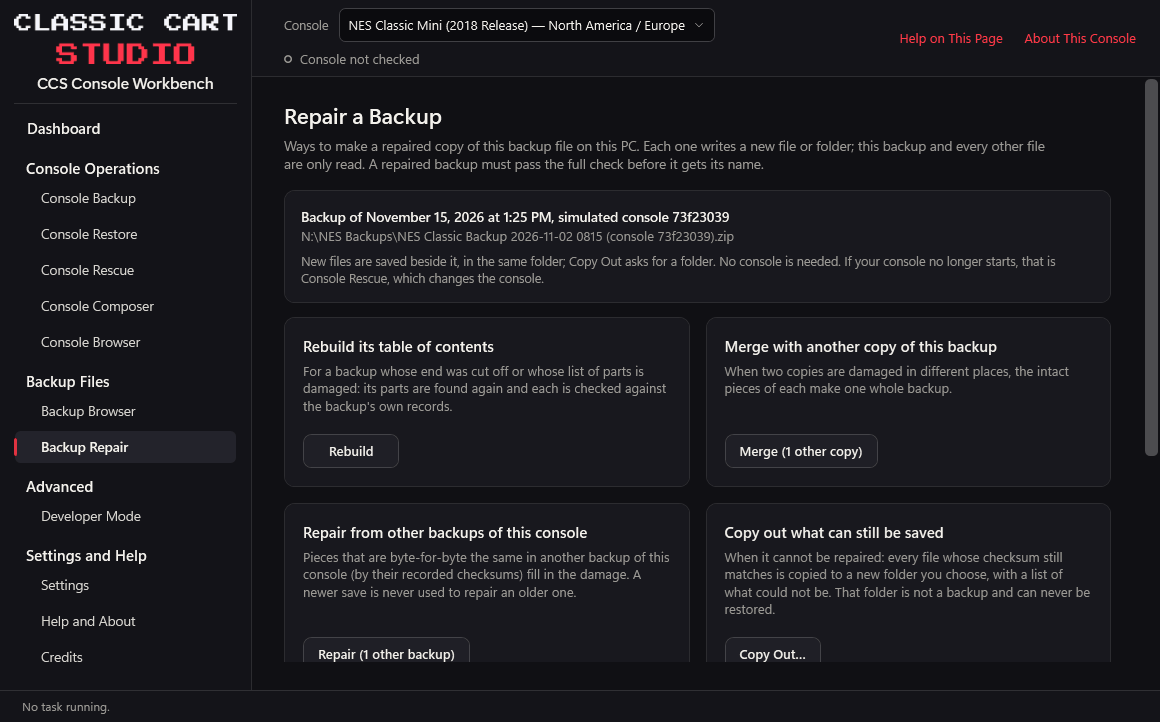 CLASSIC CART
STUDIO
CCS Console Workbench
Dashboard
Console Operations
Console Backup
Console Restore
Console Rescue
Console Composer
Console Browser
Backup Files
Backup Browser
Backup Repair
Advanced
Developer Mode
Settings and Help
Settings
Help and About
Credits
Console
NES Classic Mini (2018 Release) — North America / Europe
Console not checked
Help on This Page
About This Console
Repair a Backup
Ways to make a repaired copy of this backup file on this PC. Each one writes a new file or folder; this backup and every other file
are only read. A repaired backup must pass the full check before it gets its name.
Backup of November 15, 2026 at 1:25 PM, simulated console 73f23039
N:\NES Backups\NES Classic Backup 2026-11-02 0815 (console 73f23039).zip
New files are saved beside it, in the same folder; Copy Out asks for a folder. No console is needed. If your console no longer starts, that is
Console Rescue, which changes the console.
Rebuild its table of contents
For a backup whose end was cut off or whose list of parts is
damaged: its parts are found again and each is checked against
the backup's own records.
Rebuild
Merge with another copy of this backup
When two copies are damaged in different places, the intact
pieces of each make one whole backup.
Merge (1 other copy)
Repair from other backups of this console
Pieces that are byte-for-byte the same in another backup of this
console (by their recorded checksums) fill in the damage. A
newer save is never used to repair an older one.
Repair (1 other backup)
Copy out what can still be saved
When it cannot be repaired: every file whose checksum still
matches is copied to a new folder you choose, with a list of
what could not be. That folder is not a backup and can never be
restored.
Copy Out...
No task running.